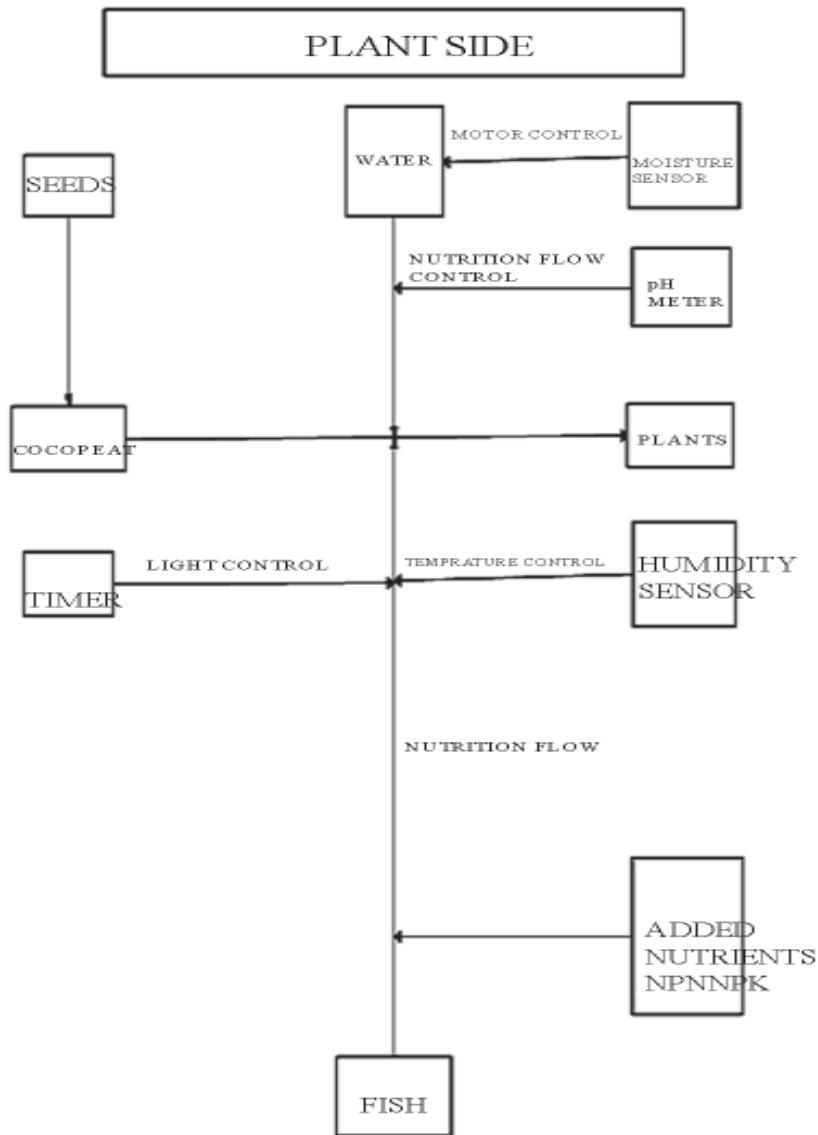 PLANT SIDE
MOTOR CONTROL
WATER
MOISTURE
SENSOR
SEEDS
NUTRITION FLOW
CONTROL
pH
METER
COCOPEAT
PLANTS
LIGHT CONTROL
TEMPRATURE CONTROL
HUMIDITY
SENSOR
TIMER
NUTRITION FLOW
ADDED
NUTRIENTS
NPNNPK
FISH